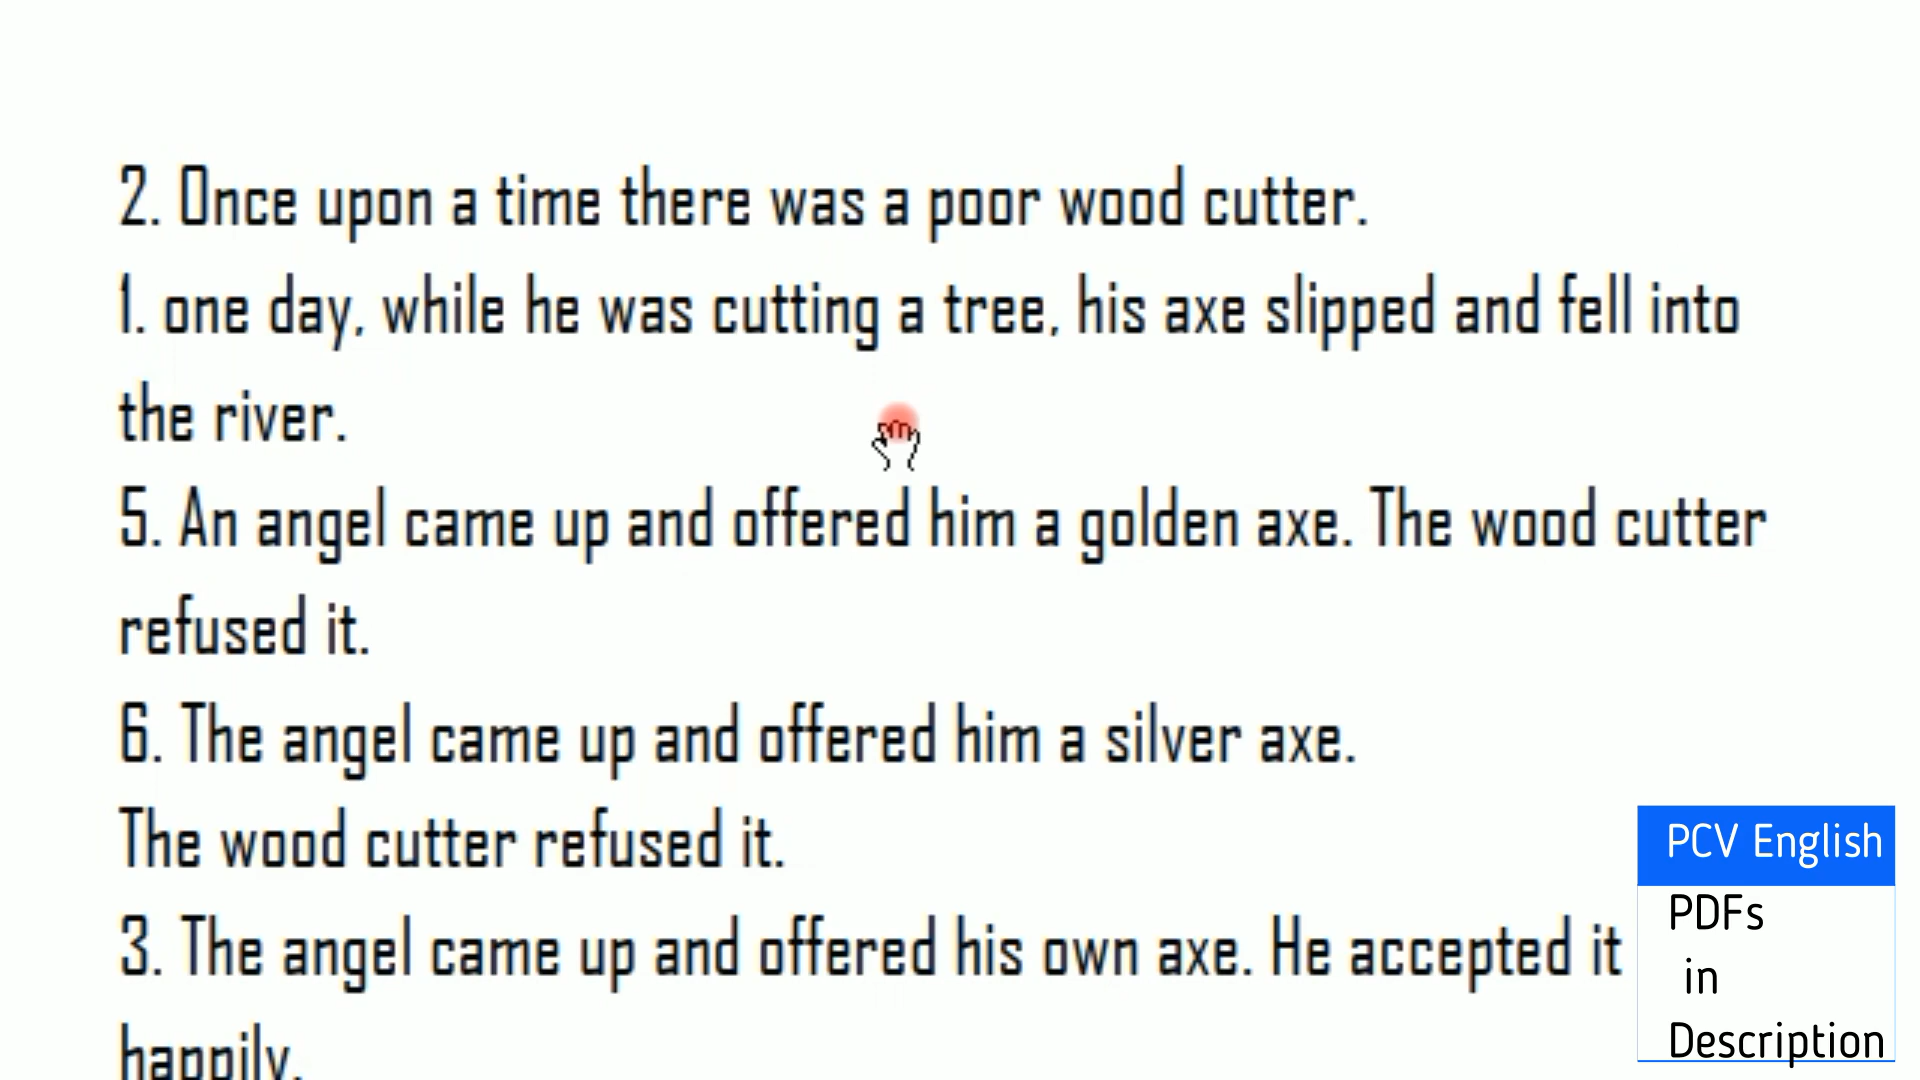 2. Once upon a time there was a poor wood cutter.
1. one day, while he was cutting a tree, his axe slipped and fell into
the river.
5. An angel came up and offered him a golden axe. The wood cutter
refused it.
6. The angel came up and offered him a silver axe.
The wood cutter refused it.
3. The angel came up and offered his own axe. He accepted it
happily.
PCV English
PDFs
in
Description